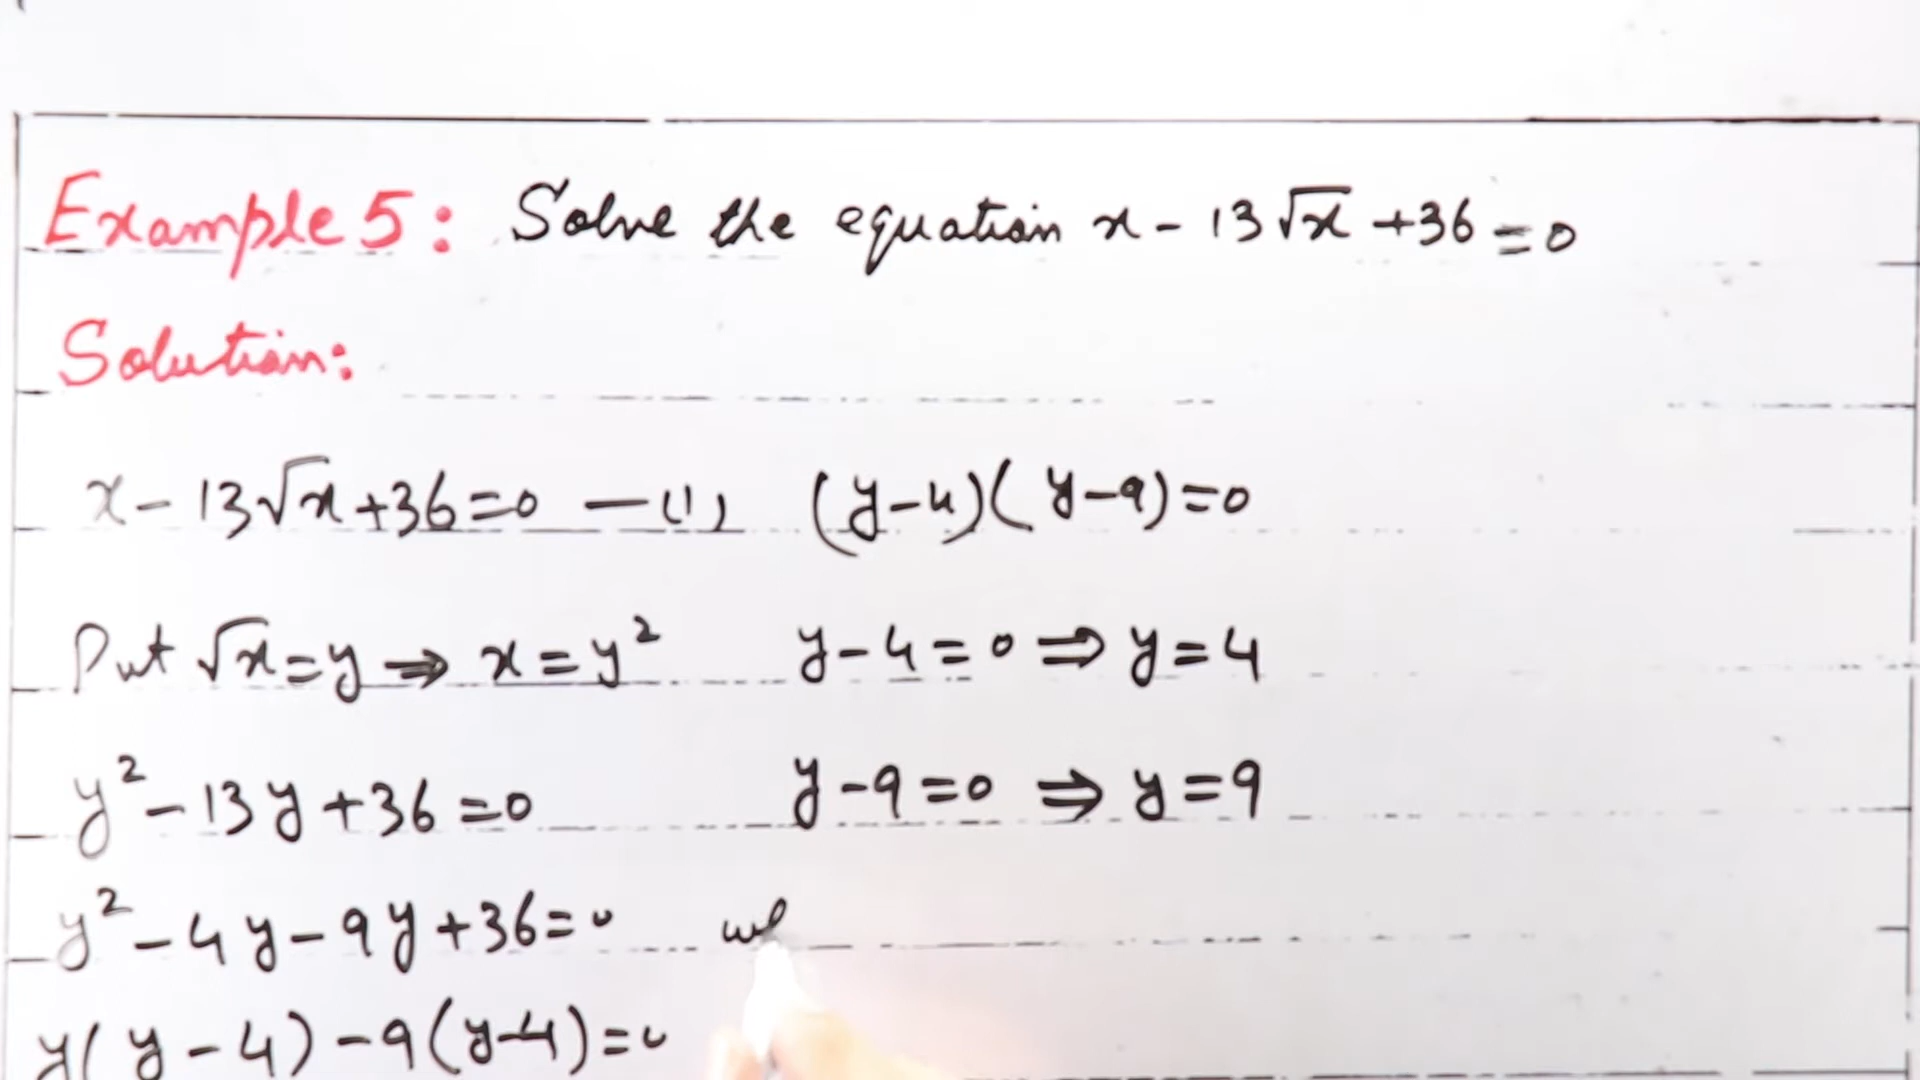 Example 5: Solve the equation x - 13√x + 36 = 0
Solution:
x - 13√x + 36 = 0 — (1)
Put √x = y ⇒ x = y²
y² - 13y + 36 = 0
y² - 4y - 9y + 36 = 0
y(y - 4) - 9(y - 4) = 0
(y - 4)(y - 9) = 0
y - 4 = 0 ⇒ y = 4
y - 9 = 0 ⇒ y = 9